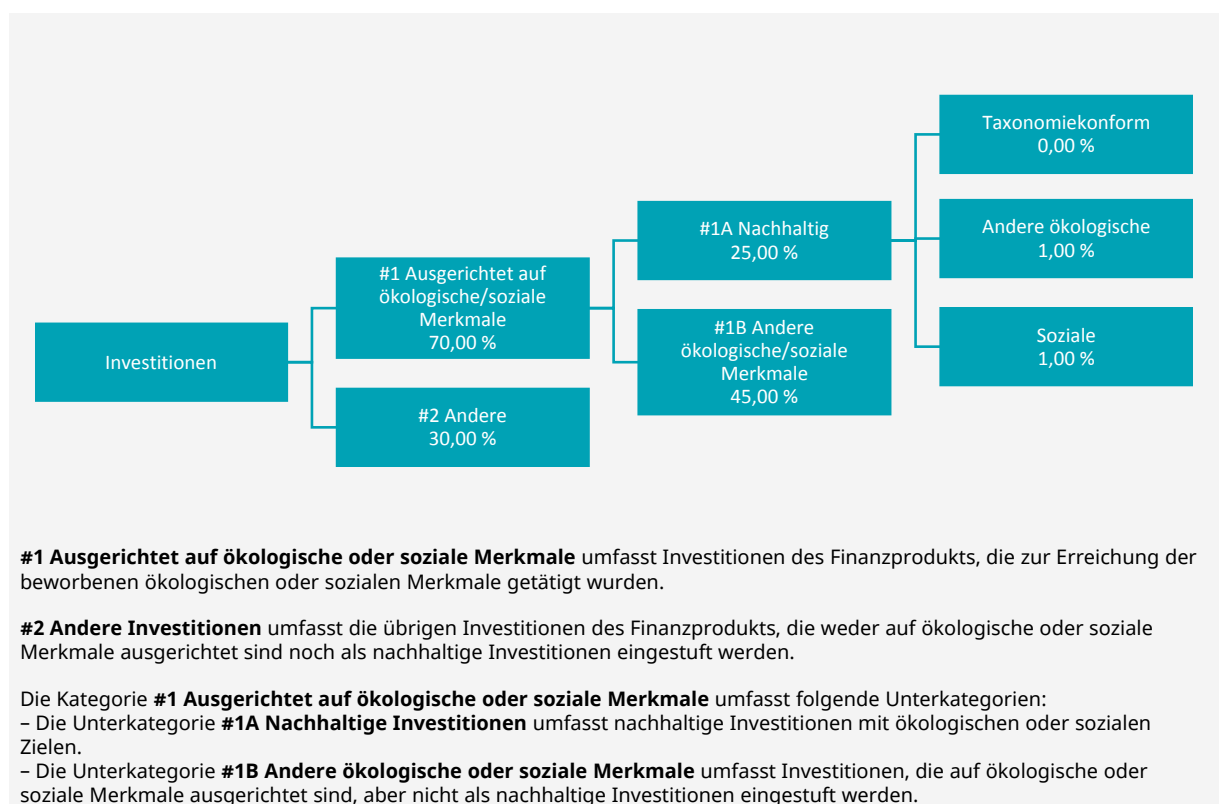 Investitionen
#1 Ausgerichtet auf
ökologische/soziale
Merkmale
70,00 %
#2 Andere
30,00 %
#1A Nachhaltig
25,00 %
#1B Andere
ökologische/soziale
Merkmale
45,00 %
Taxonomiekonform
0,00 %
Andere ökologische
1,00 %
Soziale
1,00 %
#1 Ausgerichtet auf ökologische oder soziale Merkmale umfasst Investitionen des Finanzprodukts, die zur Erreichung der
beworbenen ökologischen oder sozialen Merkmale getätigt wurden.
#2 Andere Investitionen umfasst die übrigen Investitionen des Finanzprodukts, die weder auf ökologische oder soziale
Merkmale ausgerichtet sind noch als nachhaltige Investitionen eingestuft werden.
Die Kategorie #1 Ausgerichtet auf ökologische oder soziale Merkmale umfasst folgende Unterkategorien:
– Die Unterkategorie #1A Nachhaltige Investitionen umfasst nachhaltige Investitionen mit ökologischen oder sozialen
Zielen.
– Die Unterkategorie #1B Andere ökologische oder soziale Merkmale umfasst Investitionen, die auf ökologische oder
soziale Merkmale ausgerichtet sind, aber nicht als nachhaltige Investitionen eingestuft werden.